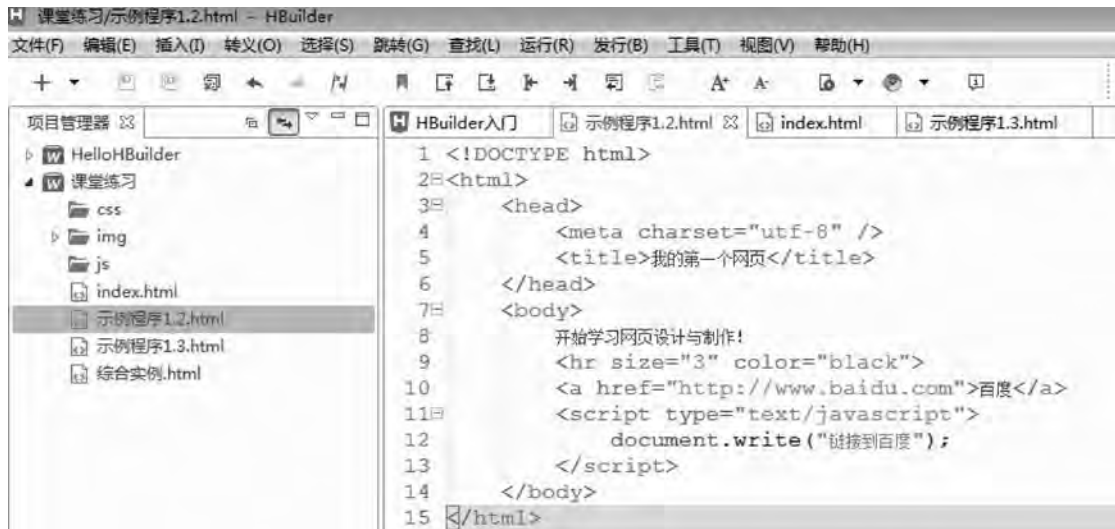 课堂练习/示例程序1.2.html - HBuilder
文件(F) 编辑(E) 插入(I) 转义(O) 选择(S) 跳转(G) 查找(L) 运行(R) 发行(B) 工具(T) 视图(V) 帮助(H)
项目管理器
HBuilder入门 示例程序1.2.html index.html 示例程序1.3.html
HelloHBuilder
课堂练习
css
img
js
index.html
示例程序1.2.html
示例程序1.3.html
综合实例.html
1 <!DOCTYPE html>
2 <html>
3 <head>
4 <meta charset="utf-8" />
5 <title>我的第一个网页</title>
6 </head>
7 <body>
8 开始学习网页设计与制作!
9 <hr size="3" color="black">
10 <a href="http://www.baidu.com">百度</a>
11 <script type="text/javascript">
12 document.write("链接到百度");
13 </script>
14 </body>
15 </html>